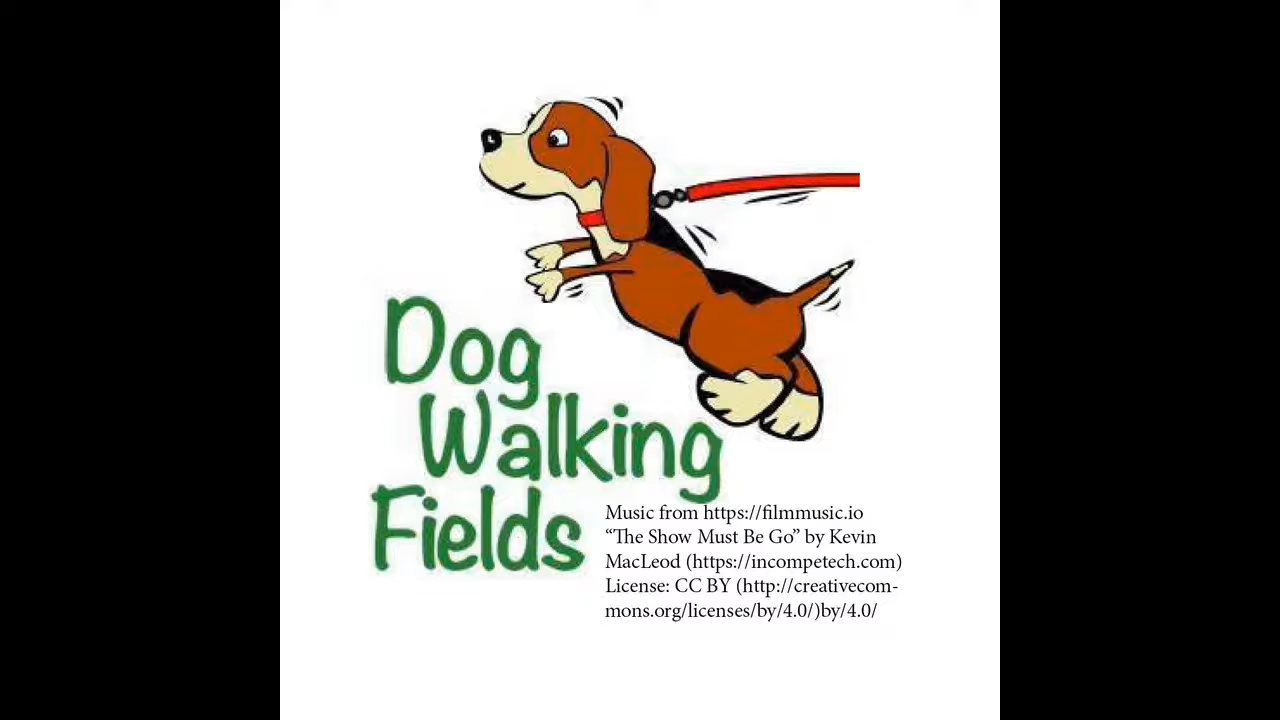 Dog
Walking
Fields
Music from https://filmmusic.io
“The Show Must Be Go” by Kevin
MacLeod (https://incompetech.com)
License: CC BY (http://creativecom-
mons.org/licenses/by/4.0/)by/4.0/